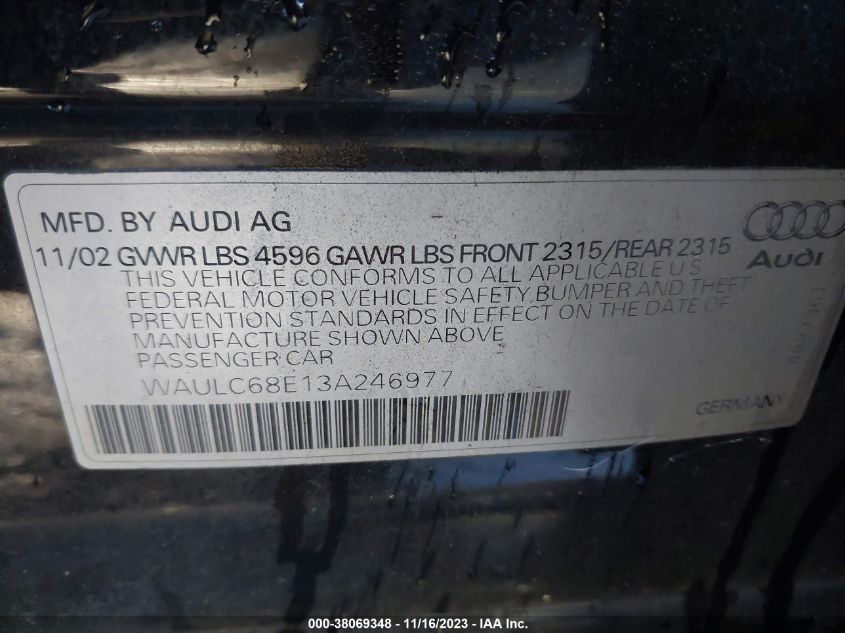 MFD. BY AUDI AG
11/02 GVWR LBS 4596 GAWR LBS FRONT 2315/REAR 2315
THIS VEHICLE CONFORMS TO ALL APPLICABLE U S
FEDERAL MOTOR VEHICLE SAFETY, BUMPER AND THEFT
PREVENTION STANDARDS IN EFFECT ON THE DATE OF
MANUFACTURE SHOWN ABOVE
PASSENGER CAR
WAULC68E13A246977
Audi
GERMANY
000-38069348 - 11/16/2023 - IAA Inc.